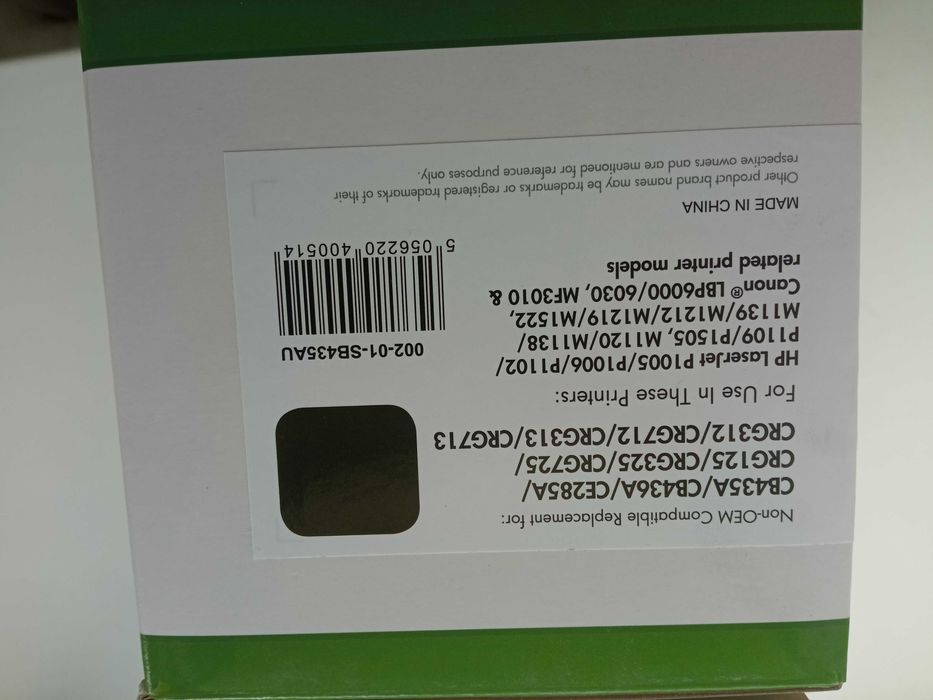 Non-OEM Compatible Replacement for:
CB435A/CB436A/CE285A/
CRG125/CRG325/CRG725/
CRG312/CRG712/CRG313/CRG713
For Use In These Printers:
HP LaserJet P1005/P1006/P1102/
P1109/P1505, M1120/M1138/
M1139/M1212/M1219/M1522,
Canon® LBP6000/6030, MF3010 &
related printer models
002-01-SB435AU
5 056220 400514
MADE IN CHINA
Other product brand names may be trademarks or registered trademarks of their
respective owners and are mentioned for reference purposes only.